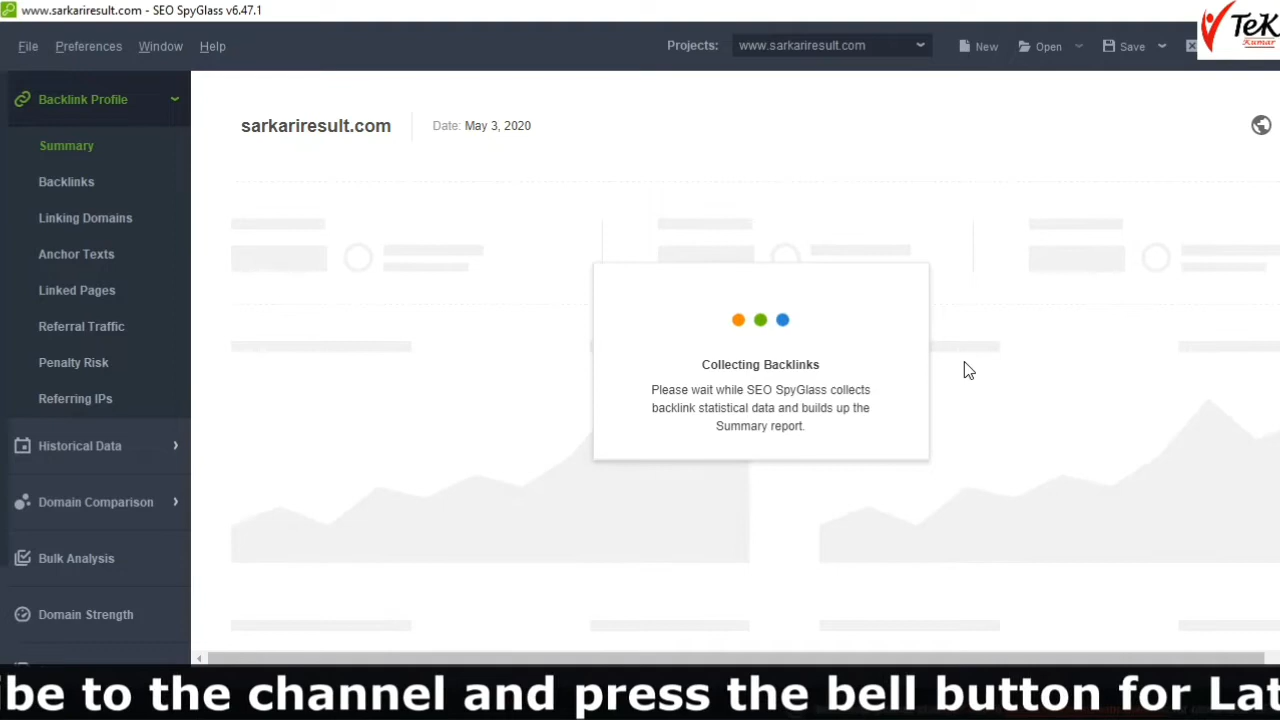 www.sarkariresult.com - SEO SpyGlass v6.47.1
File Preferences Window Help Projects: www.sarkariresult.com New Open Save
TeK
Kumar
Backlink Profile
Summary
Backlinks
Linking Domains
Anchor Texts
Linked Pages
Referral Traffic
Penalty Risk
Referring IPs
Historical Data
Domain Comparison
Bulk Analysis
Domain Strength
sarkariresult.com Date: May 3, 2020
Collecting Backlinks
Please wait while SEO SpyGlass collects
backlink statistical data and builds up the
Summary report.
ibe to the channel and press the bell button for Lat